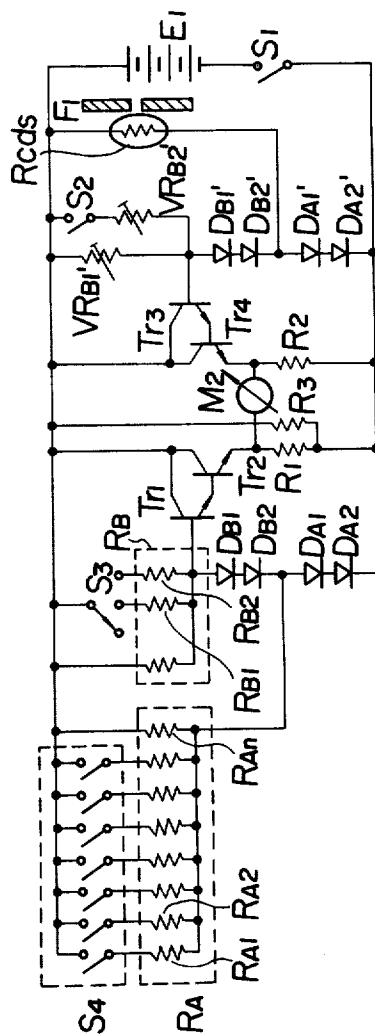 F1
E1
S1
Rcds
S2
VRB2'
VRB1'
DB1'
DB2'
DA1'
DA2'
Tr3
Tr4
M2
R2
R3
R1
Tr1
Tr2
RB
S3
DB1
DB2
DA1
DA2
RB2
RB1
S4
RAn
RA2
RA1
RA